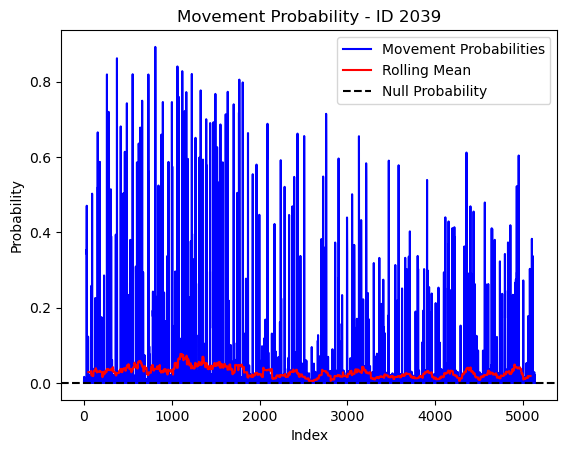 Movement Probability - ID 2039
Movement Probabilities
Rolling Mean
Null Probability
Probability
0.8
0.6
0.4
0.2
0.0
0 1000 2000 3000 4000 5000
Index